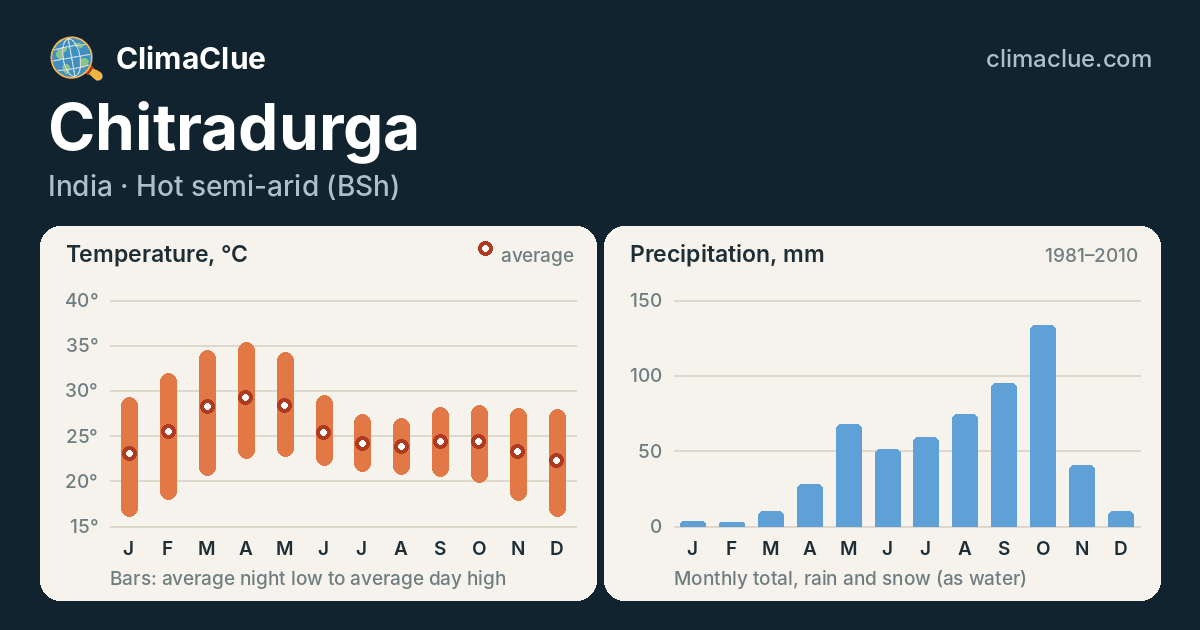 ClimaClue
climaclue.com
Chitradurga
India · Hot semi-arid (BSh)
Temperature, °C
average
40°
35°
30°
25°
20°
15°
J F M A M J J A S O N D
Bars: average night low to average day high
Precipitation, mm
1981–2010
150
100
50
0
J F M A M J J A S O N D
Monthly total, rain and snow (as water)